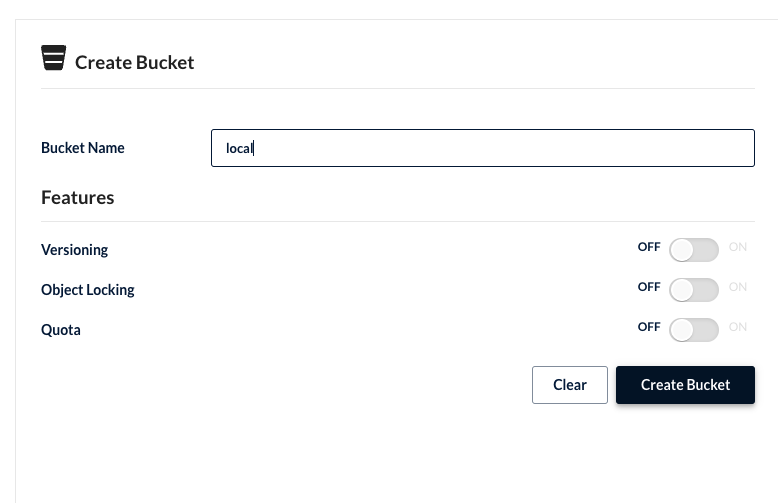 Create Bucket
Bucket Name
local
Features
Versioning OFF ON
Object Locking OFF ON
Quota OFF ON
Clear Create Bucket